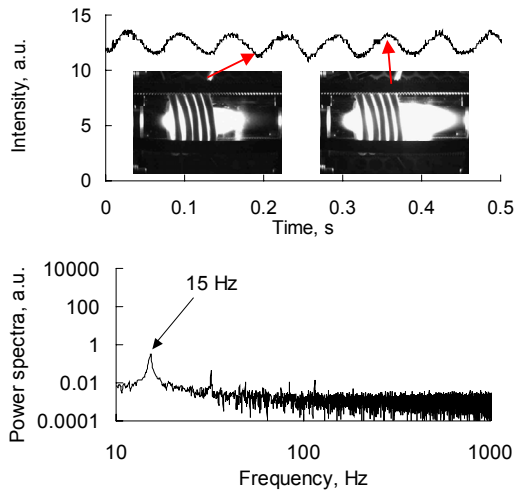 Intensity, a.u.
15
10
5
0
0 0.1 0.2 0.3 0.4 0.5
Time, s
Power spectra, a.u.
10000
100
1
0.01
0.0001
15 Hz
10 100 1000
Frequency, Hz